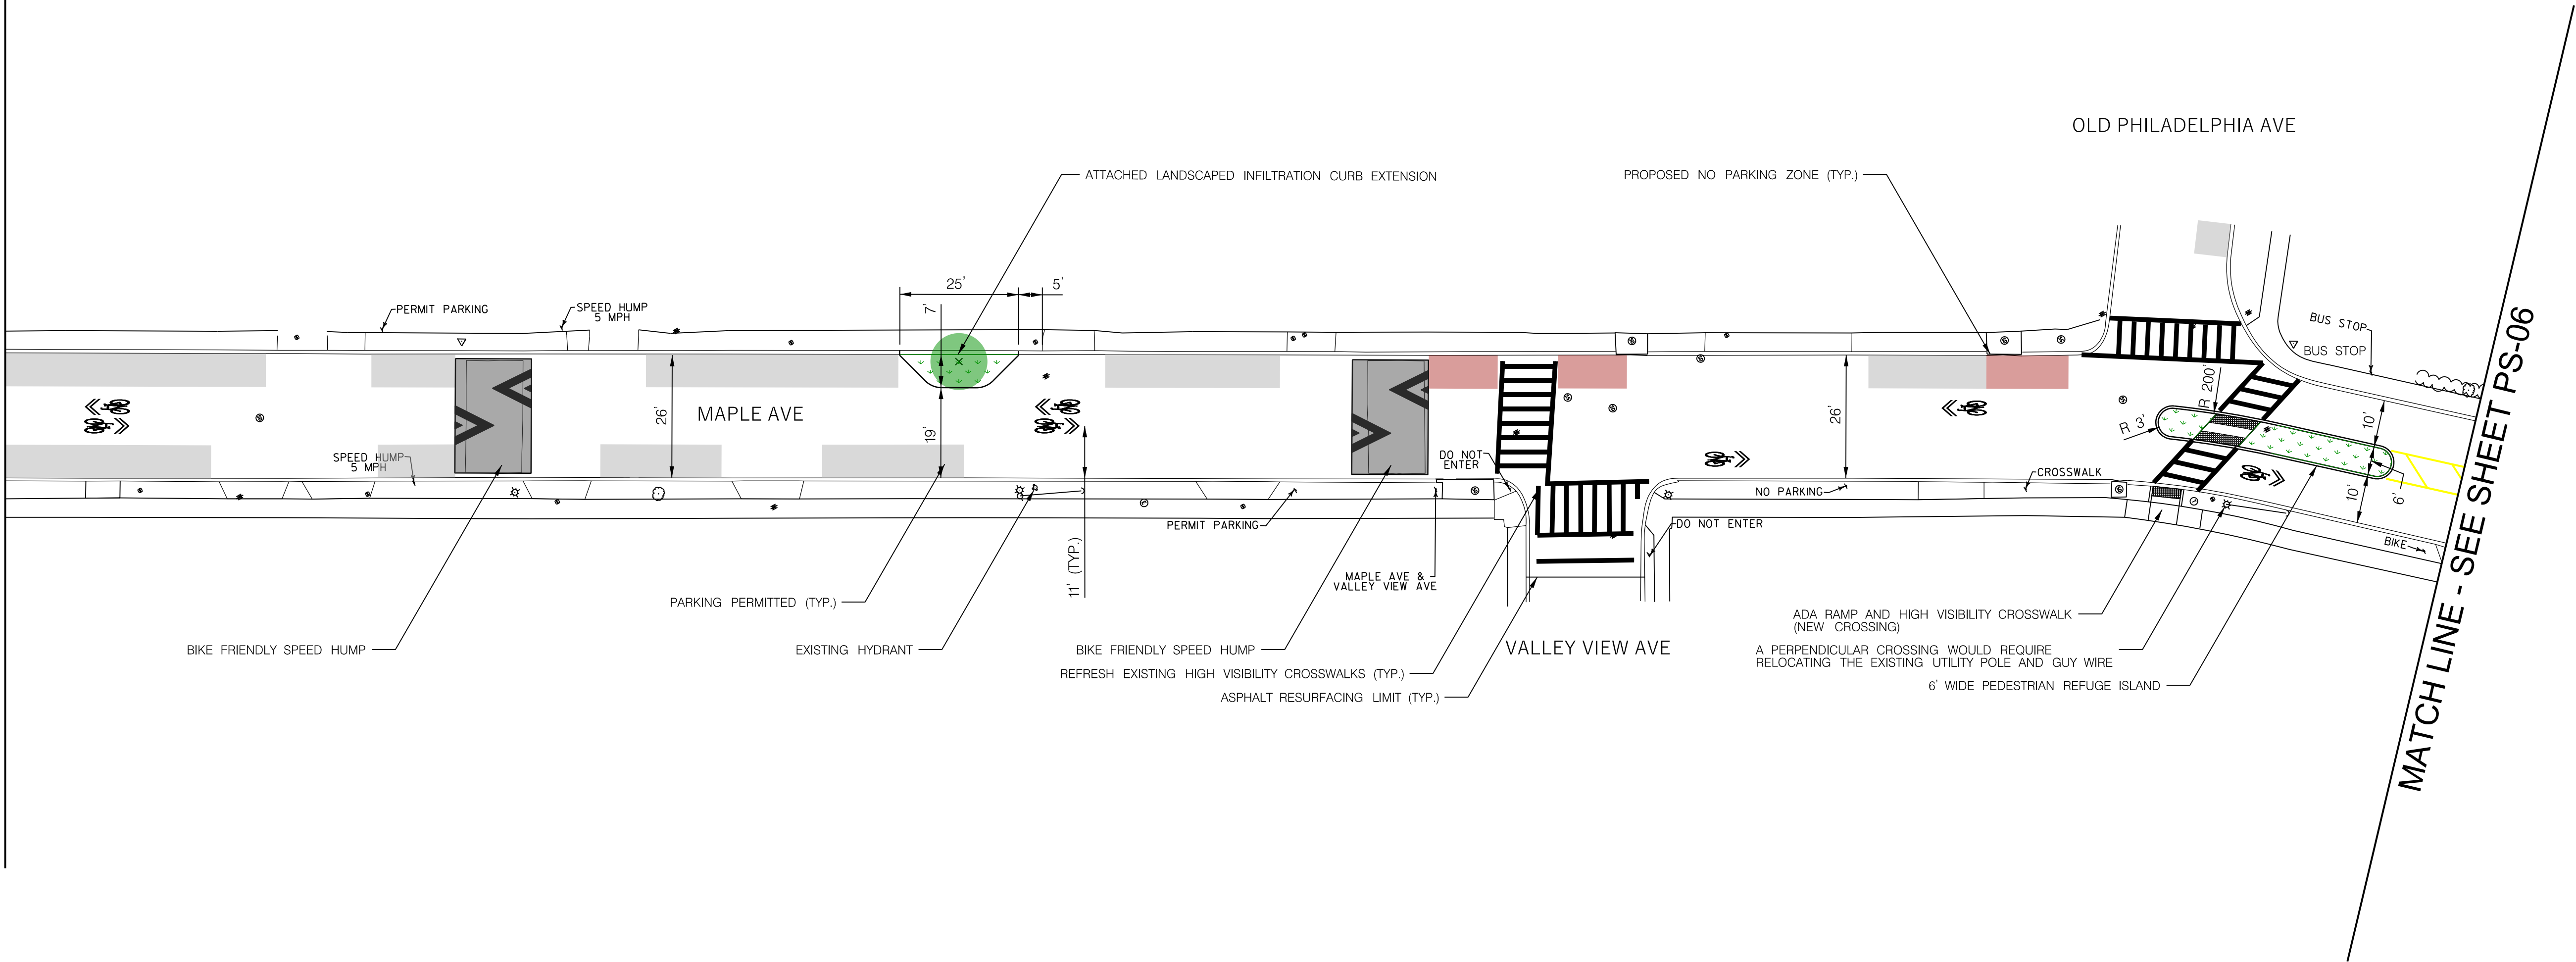 OLD PHILADELPHIA AVE
ATTACHED LANDSCAPED INFILTRATION CURB EXTENSION
PROPOSED NO PARKING ZONE (TYP.)
25'
5'
7'
PERMIT PARKING
SPEED HUMP
5 MPH
BUS STOP
BUS STOP
MATCH LINE - SEE SHEET PS-06
R 200'
R 3'
10'
10'
6'
26'
MAPLE AVE
19'
26'
SPEED HUMP
5 MPH
DO NOT
ENTER
CROSSWALK
NO PARKING
PERMIT PARKING
DO NOT ENTER
BIKE
11' (TYP.)
MAPLE AVE &
VALLEY VIEW AVE
PARKING PERMITTED (TYP.)
BIKE FRIENDLY SPEED HUMP
EXISTING HYDRANT
BIKE FRIENDLY SPEED HUMP
VALLEY VIEW AVE
REFRESH EXISTING HIGH VISIBILITY CROSSWALKS (TYP.)
ASPHALT RESURFACING LIMIT (TYP.)
ADA RAMP AND HIGH VISIBILITY CROSSWALK
(NEW CROSSING)
A PERPENDICULAR CROSSING WOULD REQUIRE
RELOCATING THE EXISTING UTILITY POLE AND GUY WIRE
6' WIDE PEDESTRIAN REFUGE ISLAND